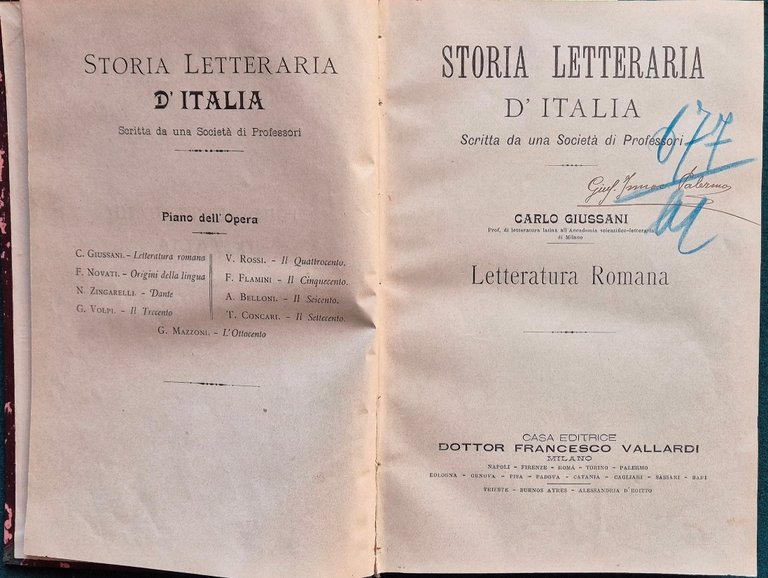 STORIA LETTERARIA
D'ITALIA
Scritta da una Società di Professori
Piano dell'Opera
C. GIUSSANI. - Letteratura romana
F. NOVATI. - Origini della lingua
N. ZINGARELLI. - Dante
G. VOLPI. - Il Trecento
V. ROSSI. - Il Quattrocento.
F. FLAMINI. - Il Cinquecento.
A. BELLONI. - Il Seicento.
T. CONCARI. - Il Settecento.
G. MAZZONI. - L'Ottocento
STORIA LETTERARIA
D'ITALIA
Scritta da una Società di Professori
677
Palermo
CARLO GIUSSANI
Prof. di letteratura latina all'Accademia scientifico-letteraria
di Milano
Letteratura Romana
CASA EDITRICE
DOTTOR FRANCESCO VALLARDI
MILANO
NAPOLI - FIRENZE - ROMA - TORINO - PALERMO
BOLOGNA - GENOVA - PISA - PADOVA - CATANIA - CAGLIARI - SASSARI - BARI
TRIESTE - BUENOS AYRES - ALESSANDRIA D'EGITTO